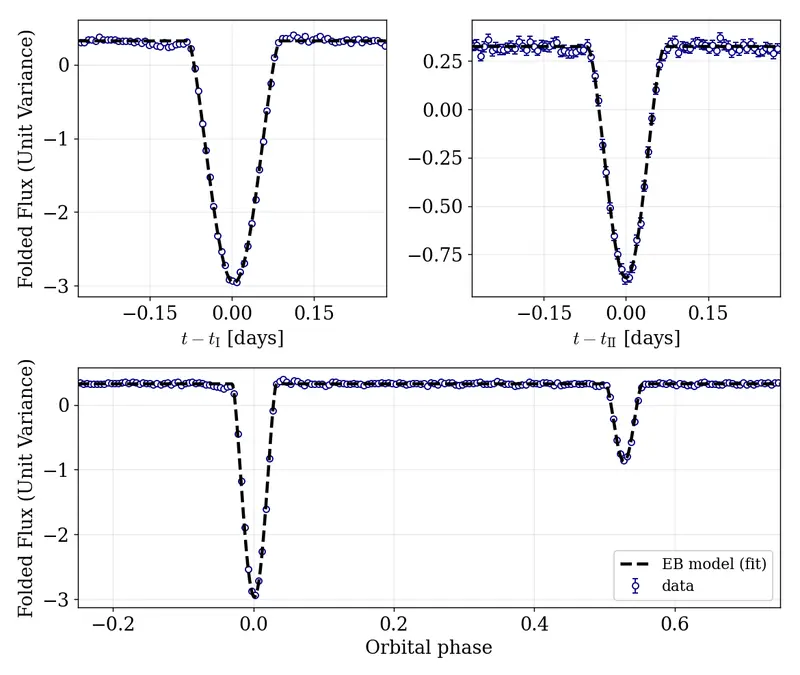 Folded Flux (Unit Variance)
0
−1
−2
−3
−0.15 0.00 0.15
t − tI [days]
0.25
0.00
−0.25
−0.50
−0.75
−0.15 0.00 0.15
t − tII [days]
Folded Flux (Unit Variance)
0
−1
−2
−3
EB model (fit)
data
−0.2 0.0 0.2 0.4 0.6
Orbital phase